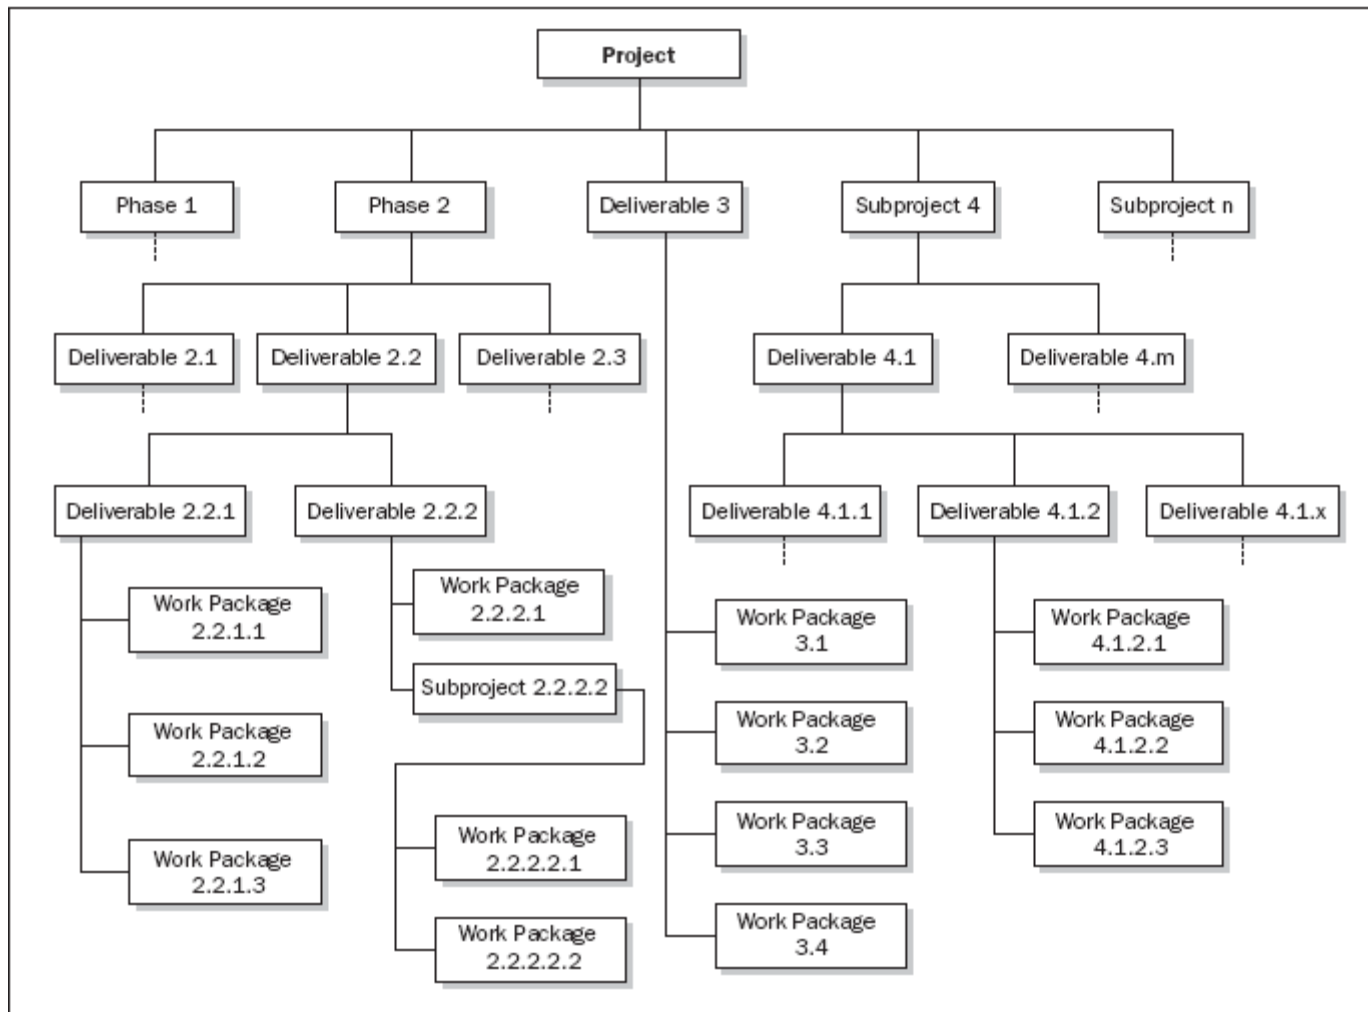 Project
Phase 1
Phase 2
Deliverable 3
Subproject 4
Subproject n
Deliverable 2.1
Deliverable 2.2
Deliverable 2.3
Deliverable 4.1
Deliverable 4.m
Deliverable 2.2.1
Deliverable 2.2.2
Deliverable 4.1.1
Deliverable 4.1.2
Deliverable 4.1.x
Work Package
2.2.1.1
Work Package
2.2.1.2
Work Package
2.2.1.3
Work Package
2.2.2.1
Subproject 2.2.2.2
Work Package
2.2.2.2.1
Work Package
2.2.2.2.2
Work Package
3.1
Work Package
3.2
Work Package
3.3
Work Package
3.4
Work Package
4.1.2.1
Work Package
4.1.2.2
Work Package
4.1.2.3